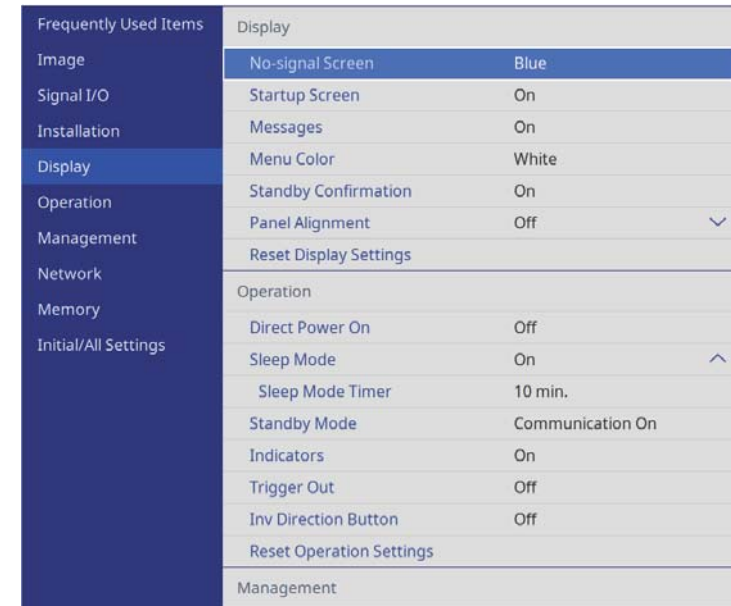 Frequently Used Items
Image
Signal I/O
Installation
Display
Operation
Management
Network
Memory
Initial/All Settings
Display
No-signal Screen Blue
Startup Screen On
Messages On
Menu Color White
Standby Confirmation On
Panel Alignment Off
Reset Display Settings
Operation
Direct Power On Off
Sleep Mode On
Sleep Mode Timer 10 min.
Standby Mode Communication On
Indicators On
Trigger Out Off
Inv Direction Button Off
Reset Operation Settings
Management